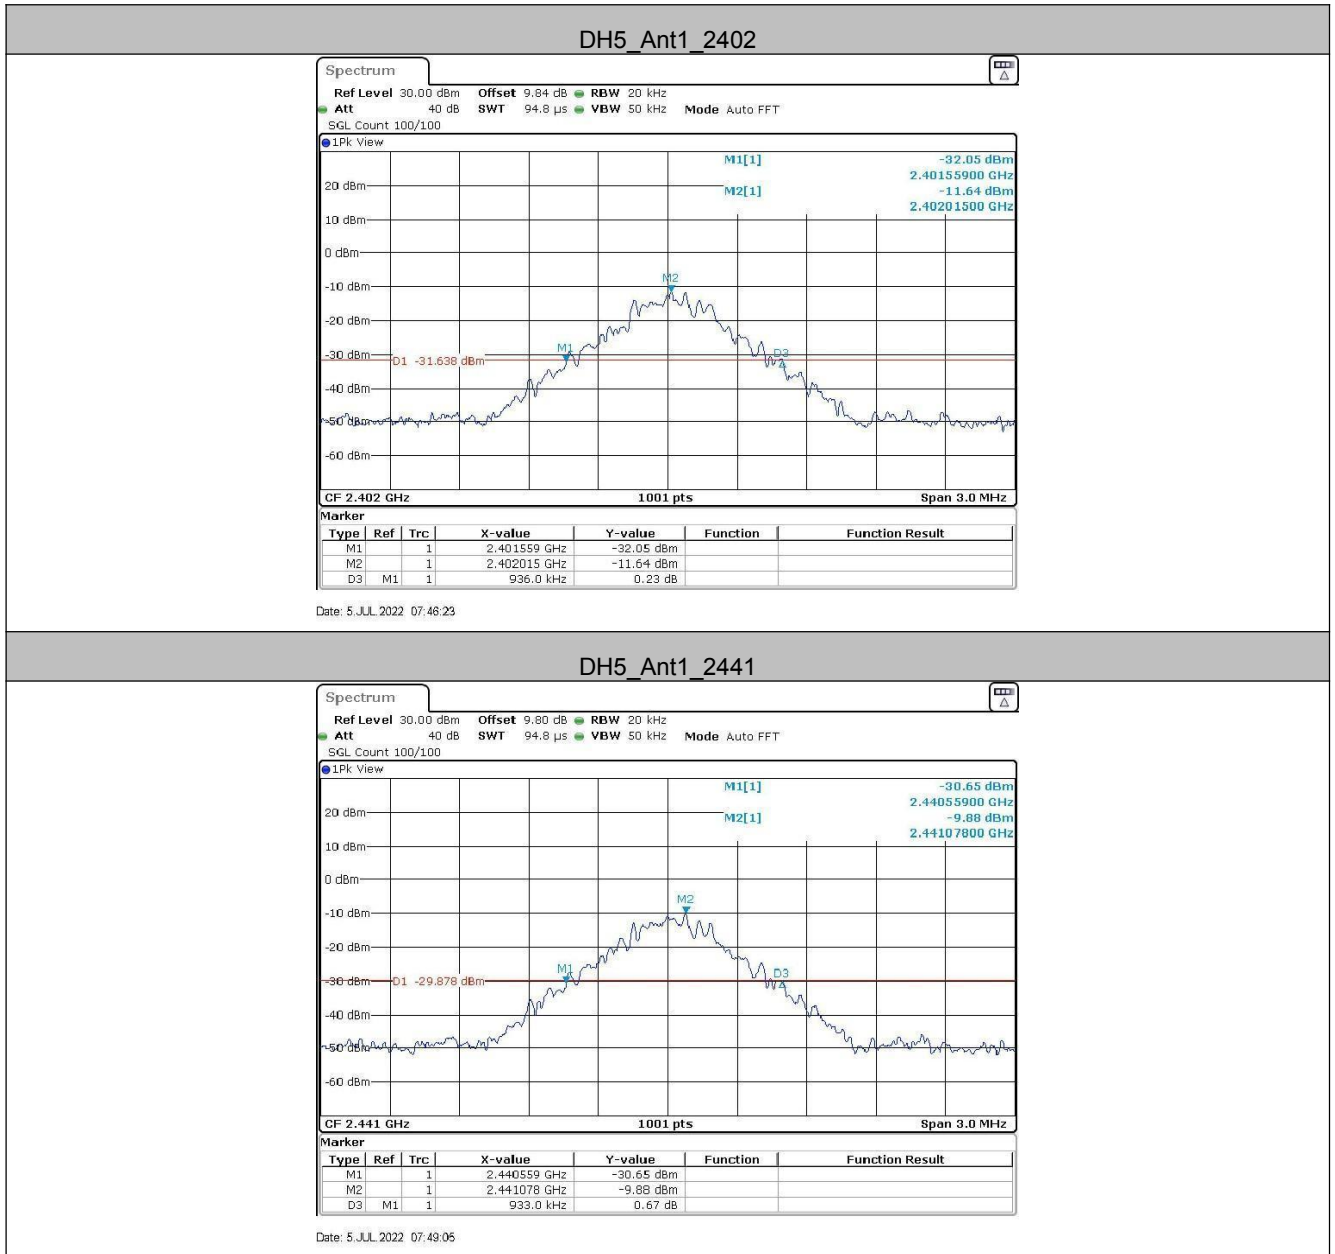 DH5_Ant1_2402
Spectrum
Ref Level 30.00 dBm Offset 9.84 dB RBW 20 kHz
Att 40 dB SWT 94.8 µs VBW 50 kHz Mode Auto FFT
SGL Count 100/100
1Pk View
M1[1] -32.05 dBm
2.40155900 GHz
20 dBm M2[1] -11.64 dBm
2.40201500 GHz
10 dBm
0 dBm
M2
-10 dBm
-20 dBm
M1 D3
-30 dBm
D1 -31.638 dBm
-40 dBm
-50 dBm
-60 dBm
CF 2.402 GHz 1001 pts Span 3.0 MHz
Marker
Type Ref Trc X-value Y-value Function Function Result
M1 1 2.401559 GHz -32.05 dBm
M2 1 2.402015 GHz -11.64 dBm
D3 M1 1 936.0 kHz 0.23 dB
Date: 5.JUL.2022 07:46:23
DH5_Ant1_2441
Spectrum
Ref Level 30.00 dBm Offset 9.80 dB RBW 20 kHz
Att 40 dB SWT 94.8 µs VBW 50 kHz Mode Auto FFT
SGL Count 100/100
1Pk View
M1[1] -30.65 dBm
2.44055900 GHz
20 dBm M2[1] -9.88 dBm
2.44107800 GHz
10 dBm
0 dBm
M2
-10 dBm
-20 dBm
M1 D3
-30 dBm D1 -29.878 dBm
-40 dBm
-50 dBm
-60 dBm
CF 2.441 GHz 1001 pts Span 3.0 MHz
Marker
Type Ref Trc X-value Y-value Function Function Result
M1 1 2.440559 GHz -30.65 dBm
M2 1 2.441078 GHz -9.88 dBm
D3 M1 1 933.0 kHz 0.67 dB
Date: 5.JUL.2022 07:49:05